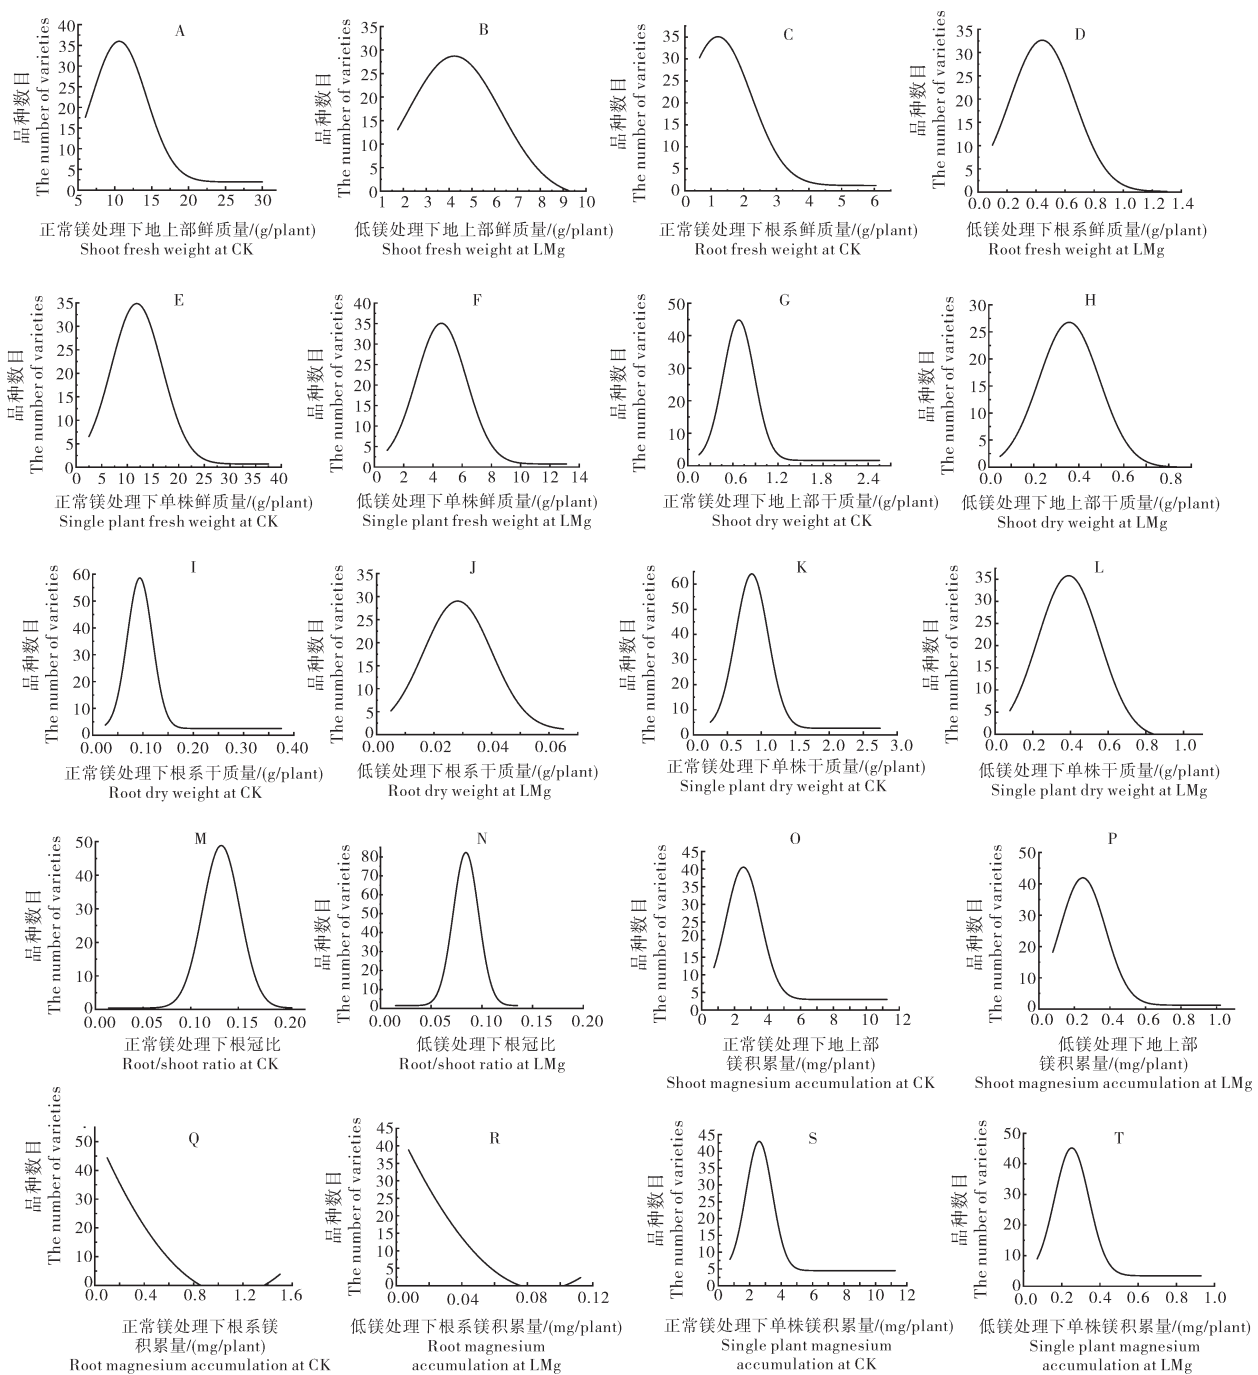 A
品种数目
The number of varieties
40
35
30
25
20
15
10
5
0
5 10 15 20 25 30
正常镁处理下地上部鲜质量/(g/plant)
Shoot fresh weight at CK
B
品种数目
The number of varieties
35
30
25
20
15
10
5
0
1 2 3 4 5 6 7 8 9 10
低镁处理下地上部鲜质量/(g/plant)
Shoot fresh weight at LMg
C
品种数目
The number of varieties
35
30
25
20
15
10
5
0
0 1 2 3 4 5 6
正常镁处理下根系鲜质量/(g/plant)
Root fresh weight at CK
D
品种数目
The number of varieties
35
30
25
20
15
10
5
0
0.0 0.2 0.4 0.6 0.8 1.0 1.2 1.4
低镁处理下根系鲜质量/(g/plant)
Root fresh weight at LMg
E
品种数目
The number of varieties
35
30
25
20
15
10
5
0
5 10 15 20 25 30 35 40
正常镁处理下单株鲜质量/(g/plant)
Single plant fresh weight at CK
F
品种数目
The number of varieties
40
35
30
25
20
15
10
5
0
2 4 6 8 10 12 14
低镁处理下单株鲜质量/(g/plant)
Single plant fresh weight at LMg
G
品种数目
The number of varieties
50
40
30
20
10
0
0.0 0.6 1.2 1.8 2.4
正常镁处理下地上部干质量/(g/plant)
Shoot dry weight at CK
H
品种数目
The number of varieties
30
25
20
15
10
5
0
0.0 0.2 0.4 0.6 0.8
低镁处理下地上部干质量/(g/plant)
Shoot dry weight at LMg
I
品种数目
The number of varieties
60
50
40
30
20
10
0
0.00 0.10 0.20 0.30 0.40
正常镁处理下根系干质量/(g/plant)
Root dry weight at CK
J
品种数目
The number of varieties
35
30
25
20
15
10
5
0
0.00 0.02 0.04 0.06
低镁处理下根系干质量/(g/plant)
Root dry weight at LMg
K
品种数目
The number of varieties
60
50
40
30
20
10
0
0.0 0.5 1.0 1.5 2.0 2.5 3.0
正常镁处理下单株干质量/(g/plant)
Single plant dry weight at CK
L
品种数目
The number of varieties
35
30
25
20
15
10
5
0
0.0 0.2 0.4 0.6 0.8 1.0
低镁处理下单株干质量/(g/plant)
Single plant dry weight at LMg
M
品种数目
The number of varieties
50
40
30
20
10
0
0.00 0.05 0.10 0.15 0.20
正常镁处理下根冠比
Root/shoot ratio at CK
N
品种数目
The number of varieties
80
70
60
50
40
30
20
10
0
0.00 0.05 0.10 0.15 0.20
低镁处理下根冠比
Root/shoot ratio at LMg
O
品种数目
The number of varieties
45
40
35
30
25
20
15
10
5
0
0 2 4 6 8 10 12
正常镁处理下地上部
镁积累量/(mg/plant)
Shoot magnesium accumulation at CK
P
品种数目
The number of varieties
50
40
30
20
10
0
0.0 0.2 0.4 0.6 0.8 1.0
低镁处理下地上部
镁积累量/(mg/plant)
Shoot magnesium accumulation at LMg
Q
品种数目
The number of varieties
50
40
30
20
10
0
0.0 0.4 0.8 1.2 1.6
正常镁处理下根系镁
积累量/(mg/plant)
Root magnesium accumulation at CK
R
品种数目
The number of varieties
45
40
35
30
25
20
15
10
5
0
0.00 0.04 0.08 0.12
低镁处理下根系镁积累量/(mg/plant)
Root magnesium
accumulation at LMg
S
品种数目
The number of varieties
45
40
35
30
25
20
15
10
5
0
0 2 4 6 8 10 12
正常镁处理下单株镁积累量/(mg/plant)
Single plant magnesium
accumulation at CK
T
品种数目
The number of varieties
50
40
30
20
10
0
0.0 0.2 0.4 0.6 0.8 1.0
低镁处理下单株镁积累量/(mg/plant)
Single plant magnesium
accumulation at LMg